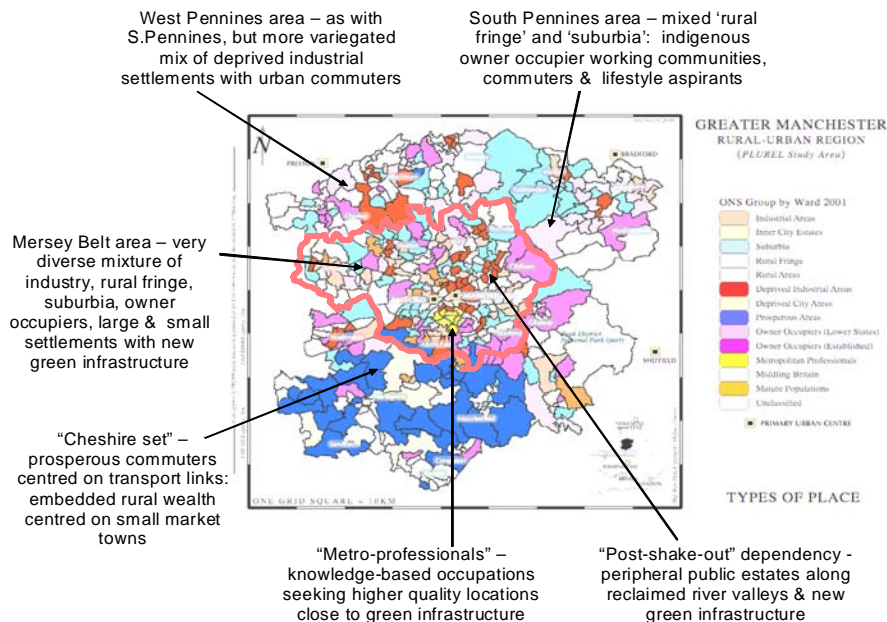 West Pennines area – as with
S.Pennines, but more variegated
mix of deprived industrial
settlements with urban commuters
South Pennines area – mixed ‘rural
fringe’ and ‘suburbia’: indigenous
owner occupier working communities,
commuters & lifestyle aspirants
Mersey Belt area – very
diverse mixture of
industry, rural fringe,
suburbia, owner
occupiers, large & small
settlements with new
green infrastructure
“Cheshire set” –
prosperous commuters
centred on transport links:
embedded rural wealth
centred on small market
towns
N
PRESTON
BRADFORD
Oldham
Peak District
National Park (part)
SHEFFIELD
ONE GRID SQUARE = 10KM
GREATER MANCHESTER
RURAL-URBAN REGION
(PLUREL Study Area)
ONS Group by Ward 2001
Industrial Areas
Inner City Estates
Suburbia
Rural Fringe
Rural Areas
Deprived Industrial Areas
Deprived City Areas
Prosperous Areas
Owner Occupiers (Lower States)
Owner Occupiers (Established)
Metropolitan Professionals
Middling Britain
Mature Populations
Unclassified
PRIMARY URBAN CENTRE
TYPES OF PLACE
“Metro-professionals” –
knowledge-based occupations
seeking higher quality locations
close to green infrastructure
“Post-shake-out” dependency -
peripheral public estates along
reclaimed river valleys & new
green infrastructure